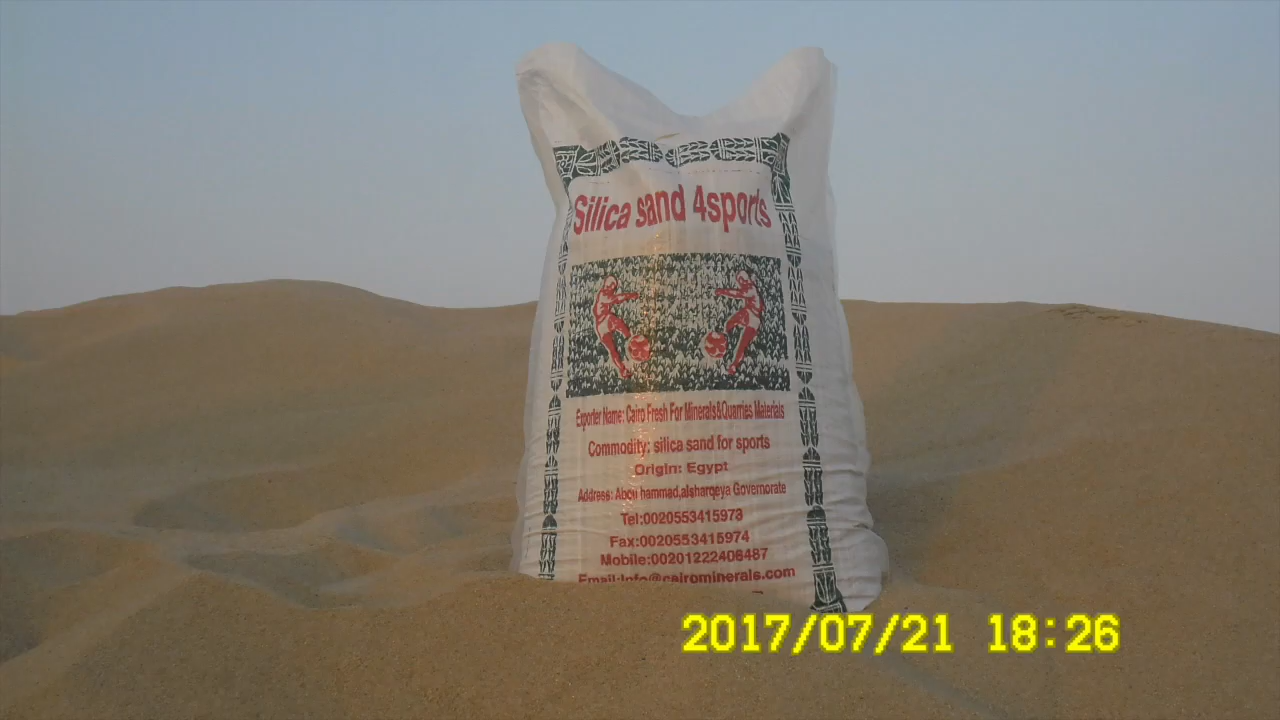 Silica sand 4sports
Exporter Name: Cairo Fresh For Minerals&Quarries Materials
Commodity: silica sand for sports
Origin: Egypt
Address: Abou hammad,alsharqeya Governorate
Tel:0020553415973
Fax:0020553415974
Mobile:00201222406487
Email:Info@cairominerals.com
2017/07/21 18:26